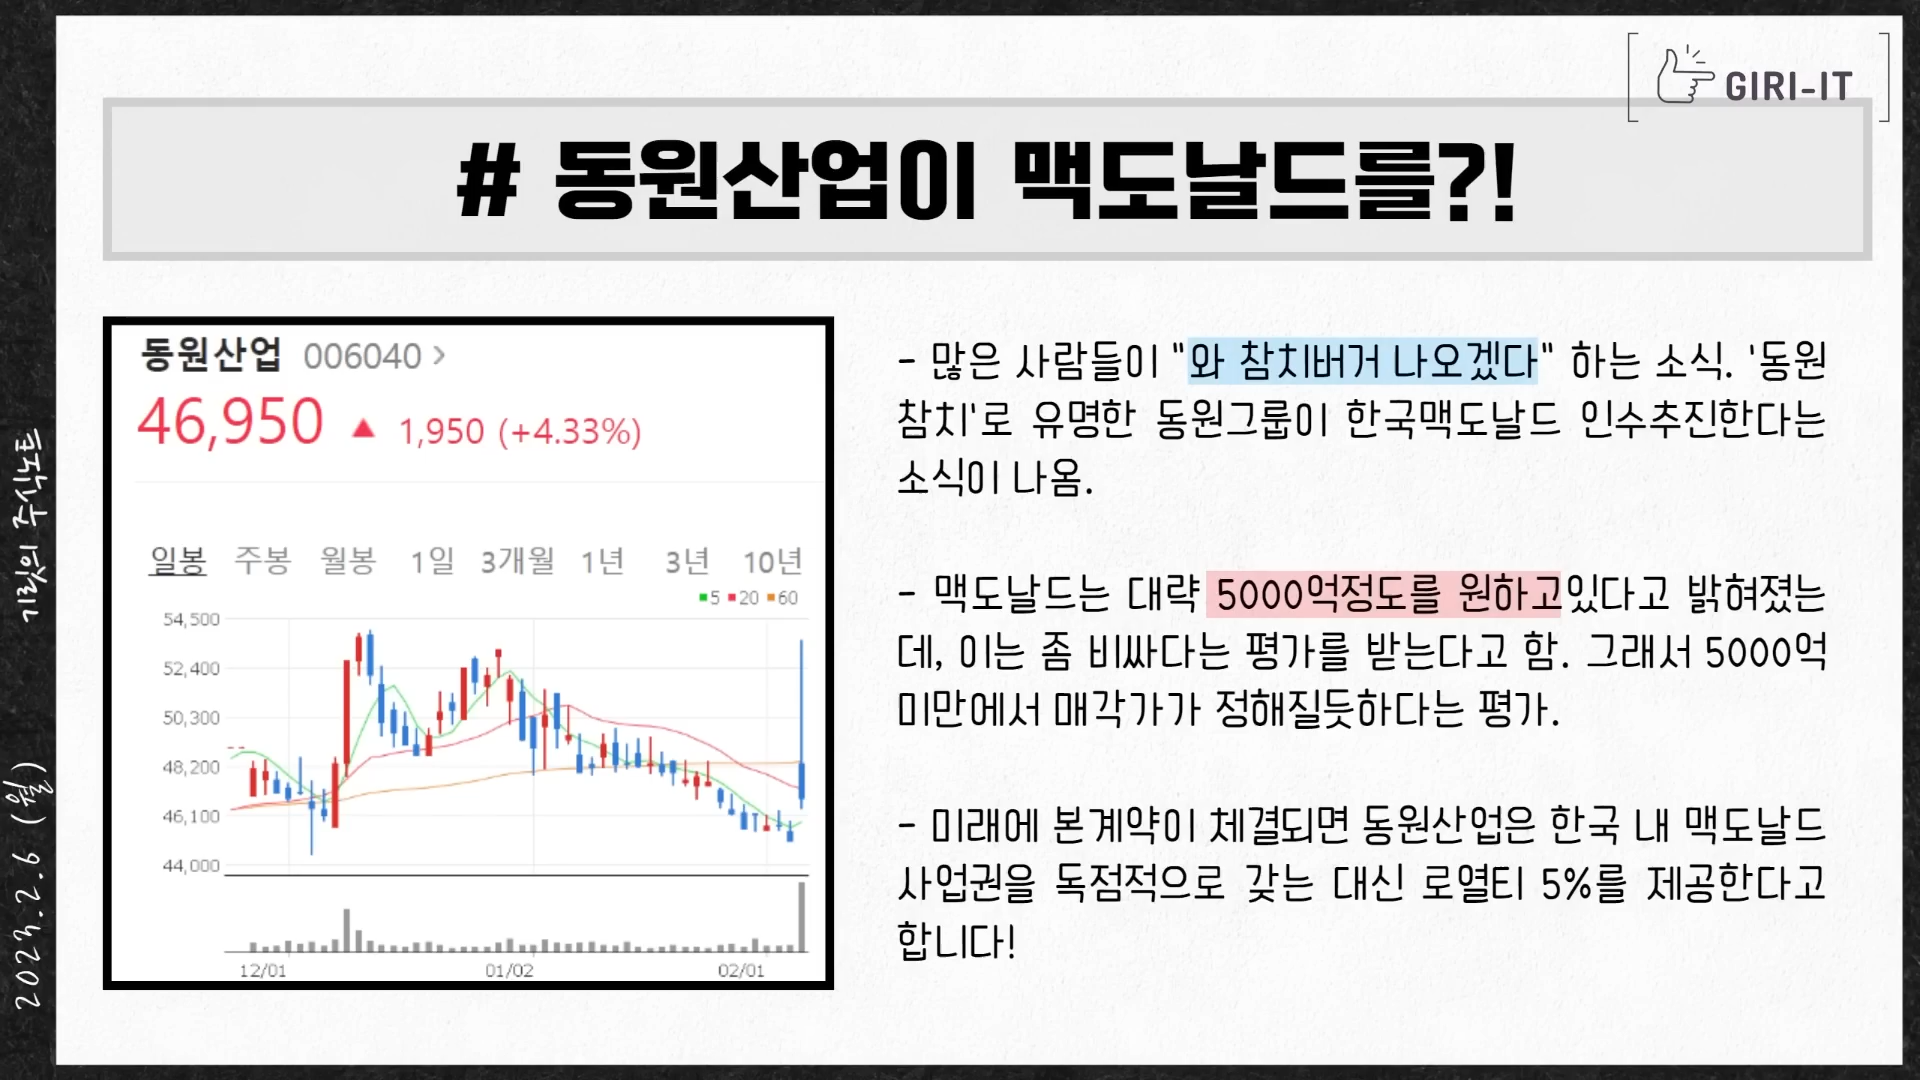 GIRI-IT
# 동원산업이 맥도날드를?!
동원산업 006040 >
46,950 ▲ 1,950 (+4.33%)
일봉 주봉 월봉 1일 3개월 1년 3년 10년
5 20 60
54,500
52,400
50,300
48,200
46,100
44,000
12/01 01/02 02/01
- 많은 사람들이 "와 참치버거 나오겠다" 하는 소식. '동원
참치'로 유명한 동원그룹이 한국맥도날드 인수추진한다는
소식이 나옴.
- 맥도날드는 대략 5000억정도를 원하고있다고 밝혀졌는
데, 이는 좀 비싸다는 평가를 받는다고 함. 그래서 5000억
미만에서 매각가가 정해질듯하다는 평가.
- 미래에 본계약이 체결되면 동원산업은 한국 내 맥도날드
사업권을 독점적으로 갖는 대신 로열티 5%를 제공한다고
합니다!
2023.2.6 (월) 기릿의 주식노트